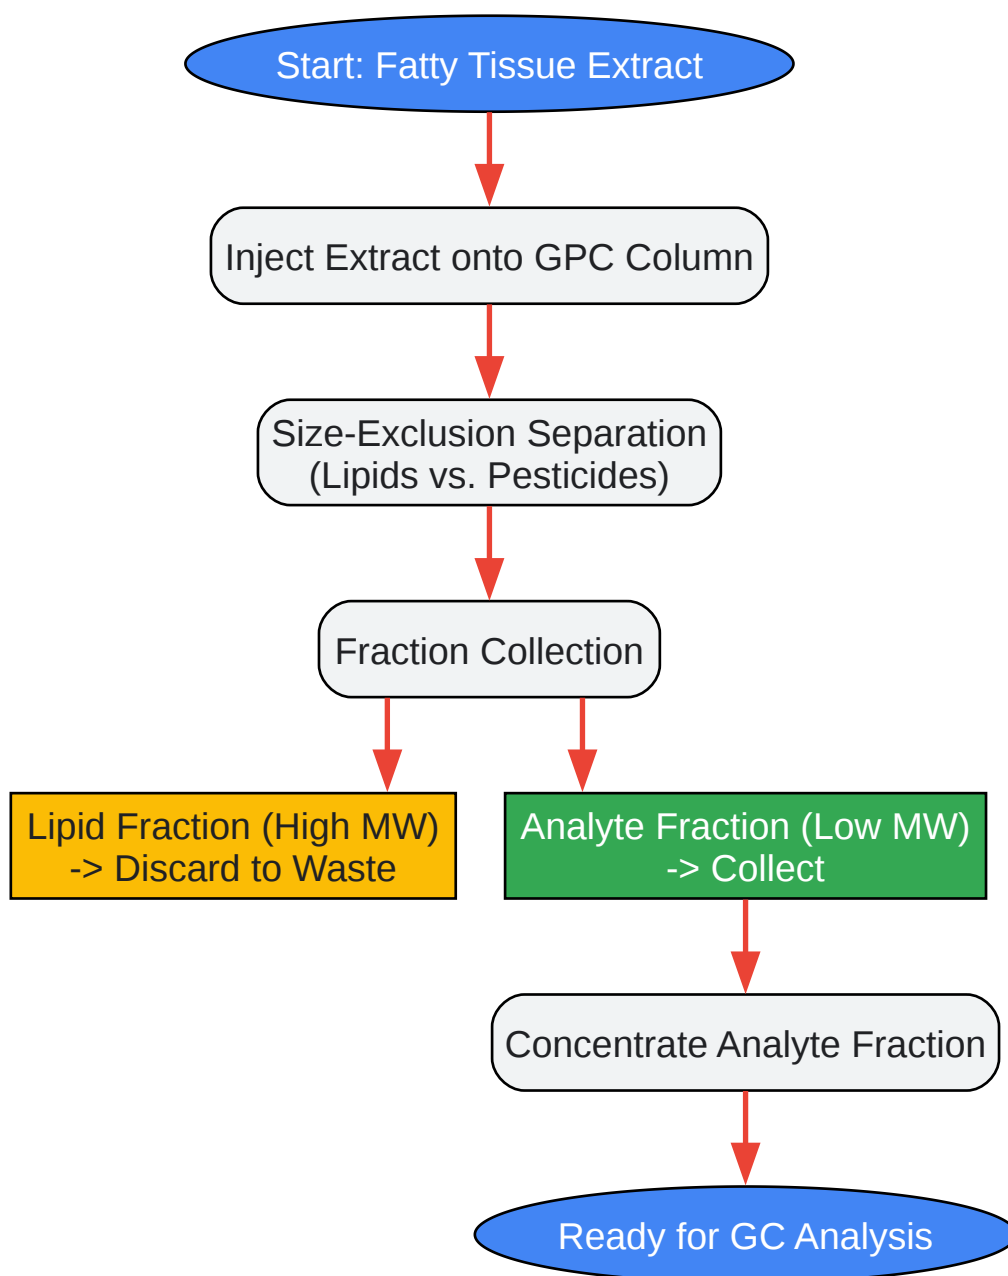 Start: Fatty Tissue Extract
Inject Extract onto GPC Column
Size-Exclusion Separation
(Lipids vs. Pesticides)
Fraction Collection
Lipid Fraction (High MW)
-> Discard to Waste
Analyte Fraction (Low MW)
-> Collect
Concentrate Analyte Fraction
Ready for GC Analysis